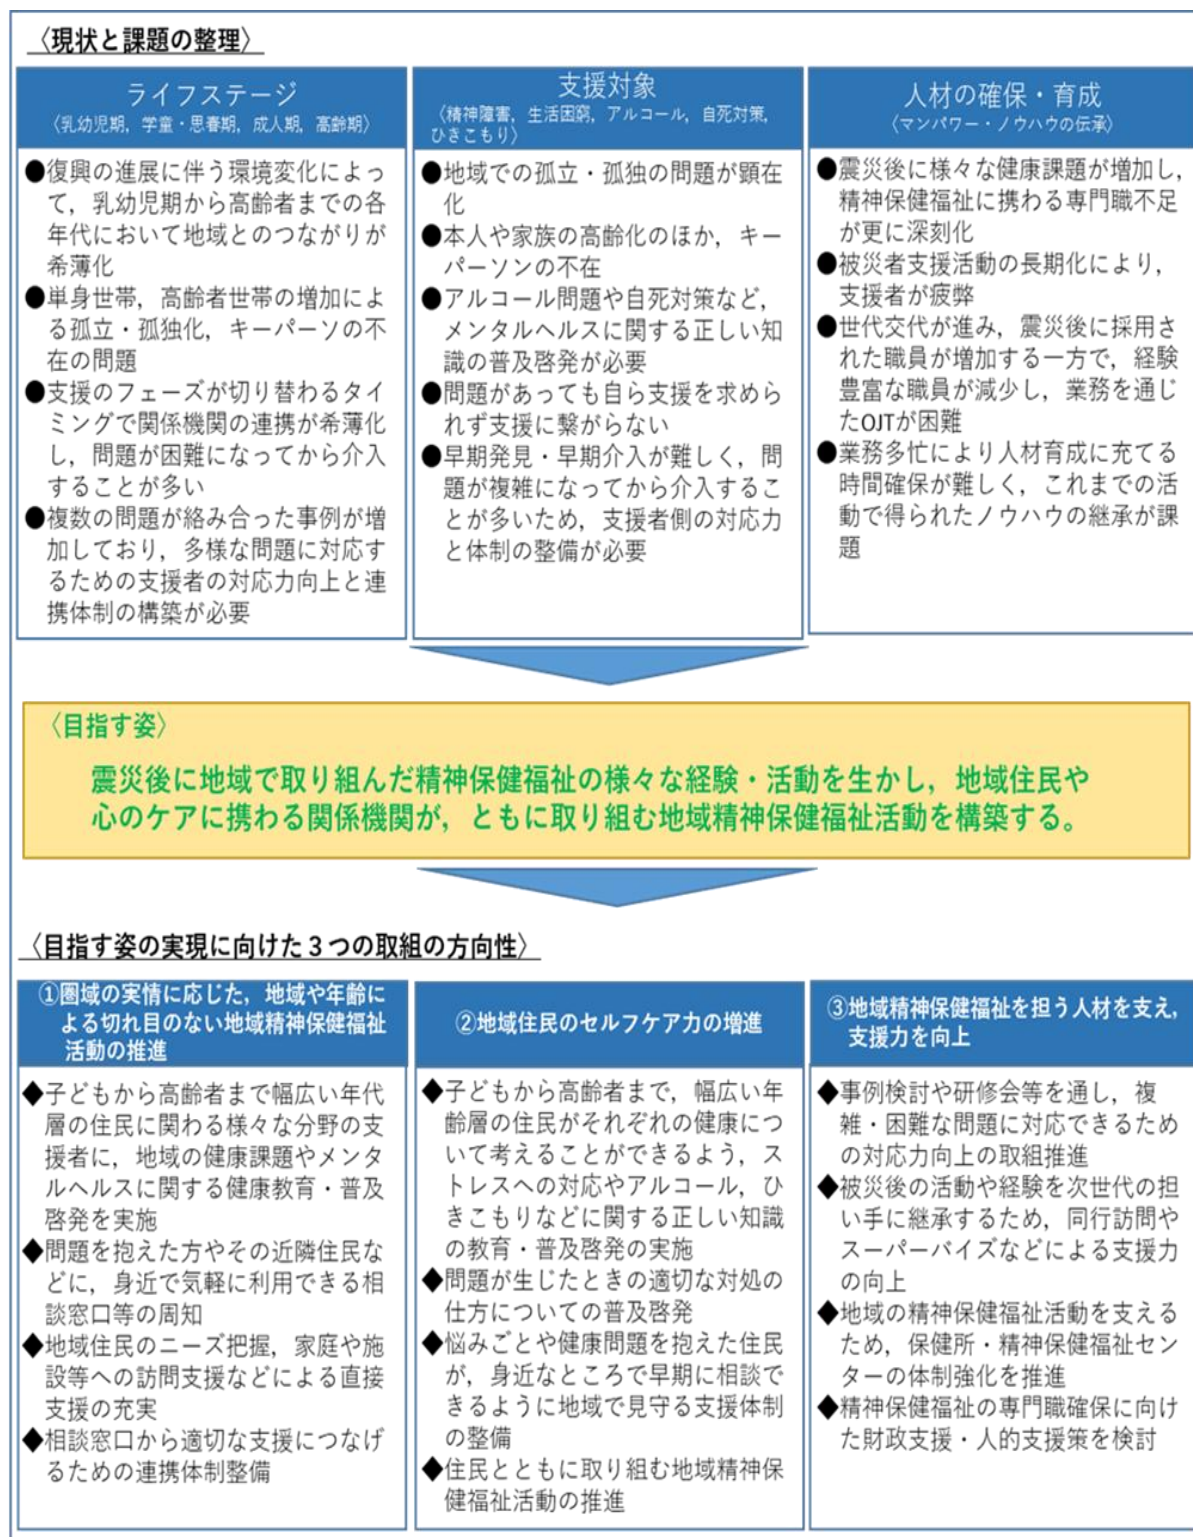 〈現状と課題の整理〉
ライフステージ
〈乳幼児期，学童・思春期，成人期，高齢期〉
●復興の進展に伴う環境変化によっ
て，乳幼児期から高齢者までの各
年代において地域とのつながりが
希薄化
●単身世帯，高齢者世帯の増加によ
る孤立・孤独化，キーパーソの不
在の問題
●支援のフェーズが切り替わるタイ
ミングで関係機関の連携が希薄化
し，問題が困難になってから介入
することが多い
●複数の問題が絡み合った事例が増
加しており，多様な問題に対応す
るための支援者の対応力向上と連
携体制の構築が必要
支援対象
〈精神障害，生活困窮，アルコール，自死対策，
ひきこもり〉
●地域での孤立・孤独の問題が顕在
化
●本人や家族の高齢化のほか，キー
パーソンの不在
●アルコール問題や自死対策など，
メンタルヘルスに関する正しい知
識の普及啓発が必要
●問題があっても自ら支援を求めら
れず支援に繋がらない
●早期発見・早期介入が難しく，問
題が複雑になってから介入するこ
とが多いため，支援者側の対応力
と体制の整備が必要
人材の確保・育成
〈マンパワー・ノウハウの伝承〉
●震災後に様々な健康課題が増加し，
精神保健福祉に携わる専門職不足
が更に深刻化
●被災者支援活動の長期化により，
支援者が疲弊
●世代交代が進み，震災後に採用さ
れた職員が増加する一方で，経験
豊富な職員が減少し，業務を通じ
たOJTが困難
●業務多忙により人材育成に充てる
時間確保が難しく，これまでの活
動で得られたノウハウの継承が課
題
〈目指す姿〉
震災後に地域で取り組んだ精神保健福祉の様々な経験・活動を生かし，地域住民や
心のケアに携わる関係機関が，ともに取り組む地域精神保健福祉活動を構築する。
〈目指す姿の実現に向けた３つの取組の方向性〉
①圏域の実情に応じた，地域や年齢に
よる切れ目のない地域精神保健福祉
活動の推進
◆子どもから高齢者まで幅広い年代
層の住民に関わる様々な分野の支
援者に，地域の健康課題やメンタ
ルヘルスに関する健康教育・普及
啓発を実施
◆問題を抱えた方やその近隣住民な
どに，身近で気軽に利用できる相
談窓口等の周知
◆地域住民のニーズ把握，家庭や施
設等への訪問支援などによる直接
支援の充実
◆相談窓口から適切な支援につなげ
るための連携体制整備
②地域住民のセルフケア力の増進
◆子どもから高齢者まで，幅広い年
齢層の住民がそれぞれの健康につ
いて考えることができるよう，ス
トレスへの対応やアルコール，ひ
きこもりなどに関する正しい知識
の教育・普及啓発の実施
◆問題が生じたときの適切な対処の
仕方についての普及啓発
◆悩みごとや健康問題を抱えた住民
が，身近なところで早期に相談で
きるように地域で見守る支援体制
の整備
◆住民とともに取り組む地域精神保
健福祉活動の推進
③地域精神保健福祉を担う人材を支え，
支援力を向上
◆事例検討や研修会等を通し，複
雑・困難な問題に対応できるため
の対応力向上の取組推進
◆被災後の活動や経験を次世代の担
い手に継承するため，同行訪問や
スーパーバイズなどによる支援力
の向上
◆地域の精神保健福祉活動を支える
ため，保健所・精神保健福祉セン
ターの体制強化を推進
◆精神保健福祉の専門職確保に向け
た財政支援・人的支援策を検討